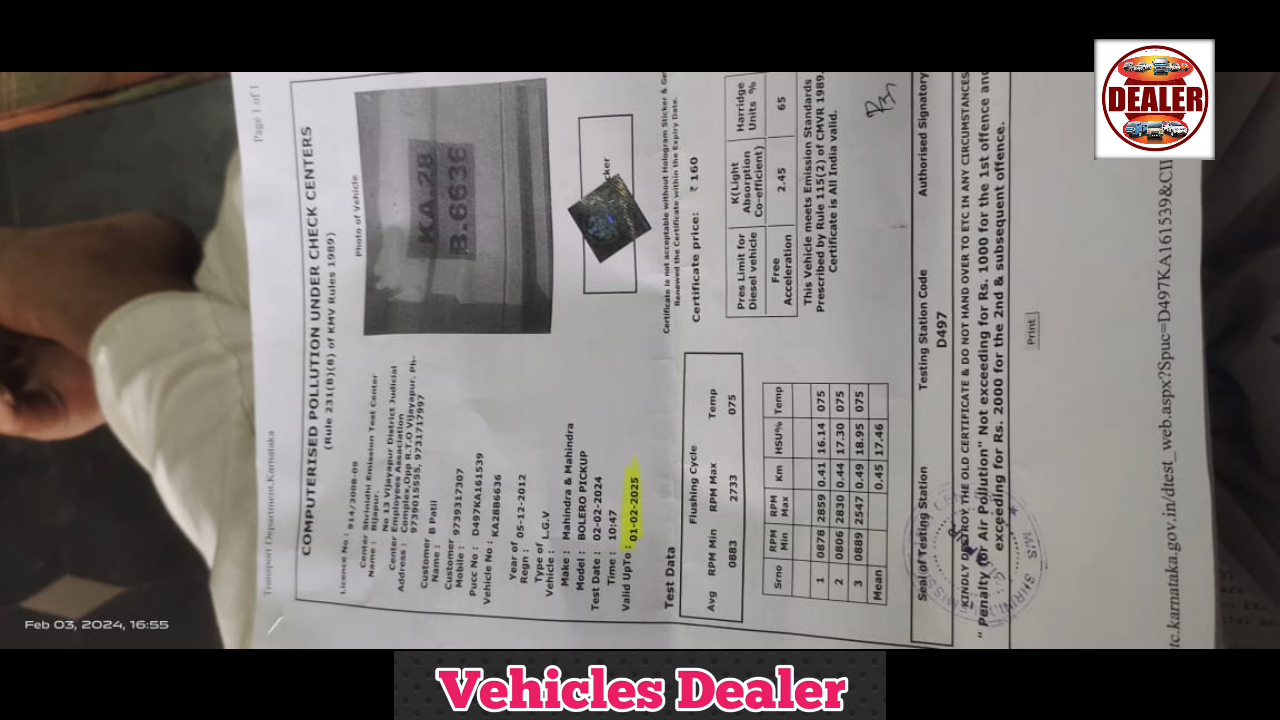 DEALER
Page 1 of 1
Transport Department,Karnataka
COMPUTERISED POLLUTION UNDER CHECK CENTERS
(Rule 231(B)(8) of KMV Rules 1989)
Photo of Vehicle
KA.28
B.6636
Licence No : 914/2008-09
Center Name : Shrinidhi Emission Test Center Bijapur.
Center Address : No 13 Vijayapur District Judicial
Employees Assaciation
Complex,Opp R.T.O Vijayapur. Ph-
9739015555, 9731717997
Customer Name : B Patil
Customer Mobile : 9739317307
Pucc No : D497KA161539
Vehicle No : KA28B6636
Year of Regn : 05-12-2012
Type of Vehicle : L.G.V
Make : Mahindra & Mahindra
Model : BOLERO PICKUP
Test Date : 02-02-2024
Time : 10:47
Valid UpTo : 01-02-2025
cker
Certificate is not acceptable without Hologram Sticker & Ge
Renewed the Certificate within the Expiry Date.
Certificate price: ₹ 160
Test Data
Flushing Cycle
Avg RPM Min RPM Max Temp
0883 2733 075
Pres Limit for Diesel vehicle K(Light Absorption Co-efficient) Harridge Units %
Free Acceleration 2.45 65
This Vehicle meets Emission Standards
Prescribed by Rule 115(2) of CMVR 1989.
Certificate is All India valid.
Srno RPM Min RPM Max Km HSU% Temp
1 0878 2859 0.41 16.14 075
2 0806 2830 0.44 17.30 075
3 0889 2547 0.49 18.95 075
Mean 0.45 17.46
Seal of Testing Station Testing Station Code Authorised Signatory
D497
KINDLY DESTROY THE OLD CERTIFICATE & DO NOT HAND OVER TO ETC IN ANY CIRCUMSTANCES
" Penalty for Air Pollution" Not exceeding for Rs. 1000 for the 1st offence and
exceeding for Rs. 2000 for the 2nd & subsequent offence.
Print
tc.karnataka.gov.in/dtest_web.aspx?Spuc=D497KA161539&CII
Feb 03, 2024, 16:55
Vehicles Dealer